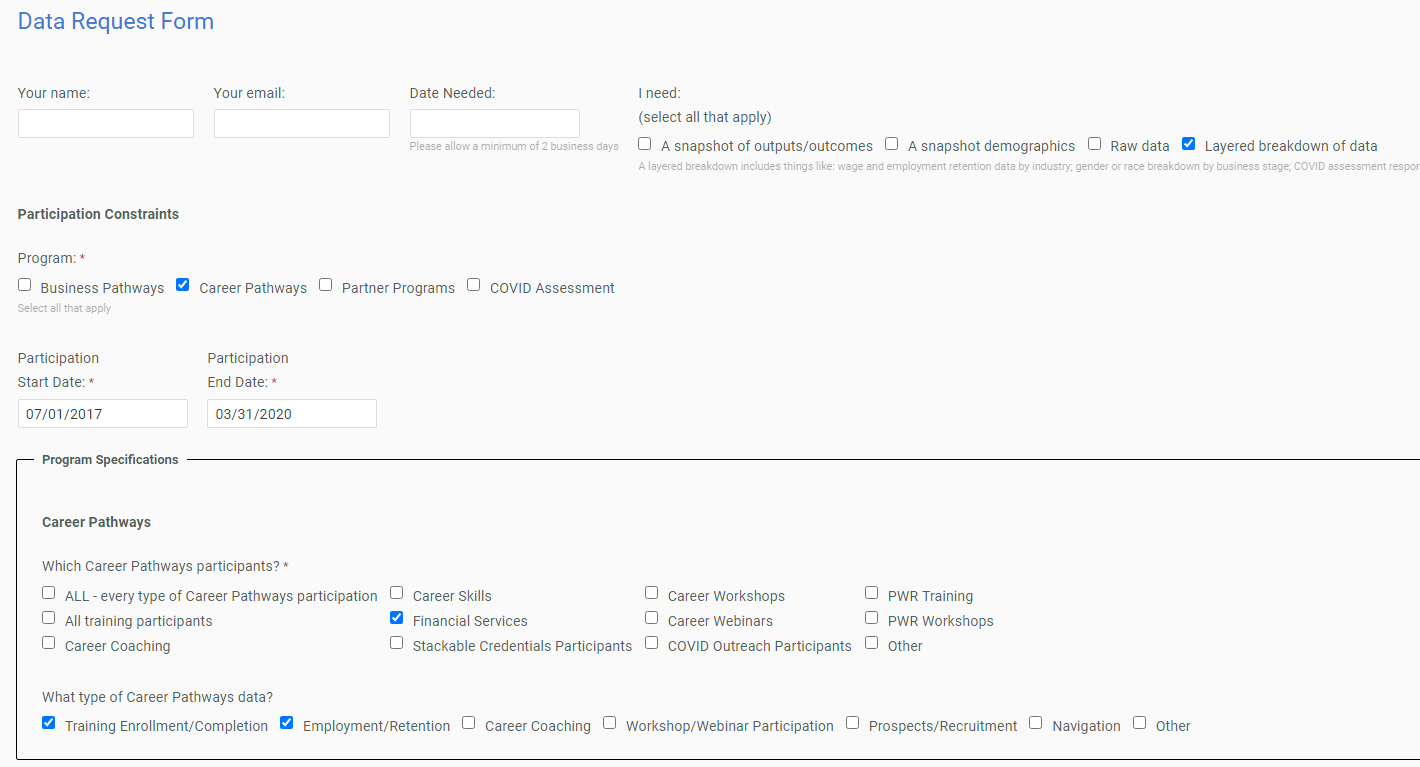 Data Request Form
Your name:
Your email:
Date Needed:
Please allow a minimum of 2 business days
I need:
(select all that apply)
A snapshot of outputs/outcomes A snapshot demographics Raw data Layered breakdown of data
A layered breakdown includes things like: wage and employment retention data by industry; gender or race breakdown by business stage; COVID assessment
Participation Constraints
Program: *
Business Pathways Career Pathways Partner Programs COVID Assessment
Select all that apply
Participation
Start Date: *
07/01/2017
Participation
End Date: *
03/31/2020
Program Specifications
Career Pathways
Which Career Pathways participants? *
ALL - every type of Career Pathways participation Career Skills Career Workshops PWR Training
All training participants Financial Services Career Webinars PWR Workshops
Career Coaching Stackable Credentials Participants COVID Outreach Participants Other
What type of Career Pathways data?
Training Enrollment/Completion Employment/Retention Career Coaching Workshop/Webinar Participation Prospects/Recruitment Navigation Other